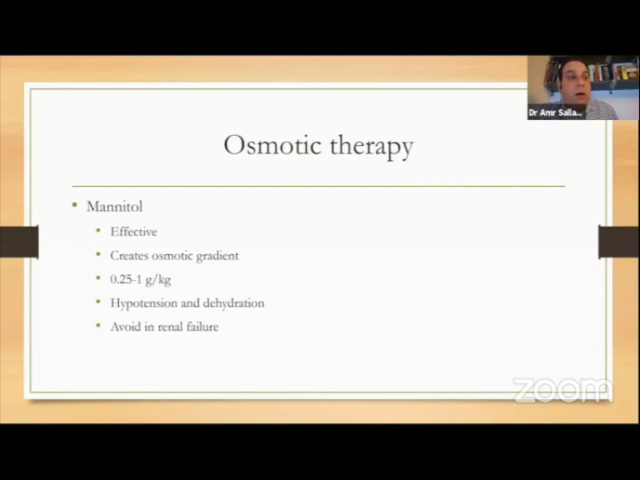 Dr Amr Salla...
Osmotic therapy
• Mannitol
• Effective
• Creates osmotic gradient
• 0.25-1 g/kg
• Hypotension and dehydration
• Avoid in renal failure
zoom